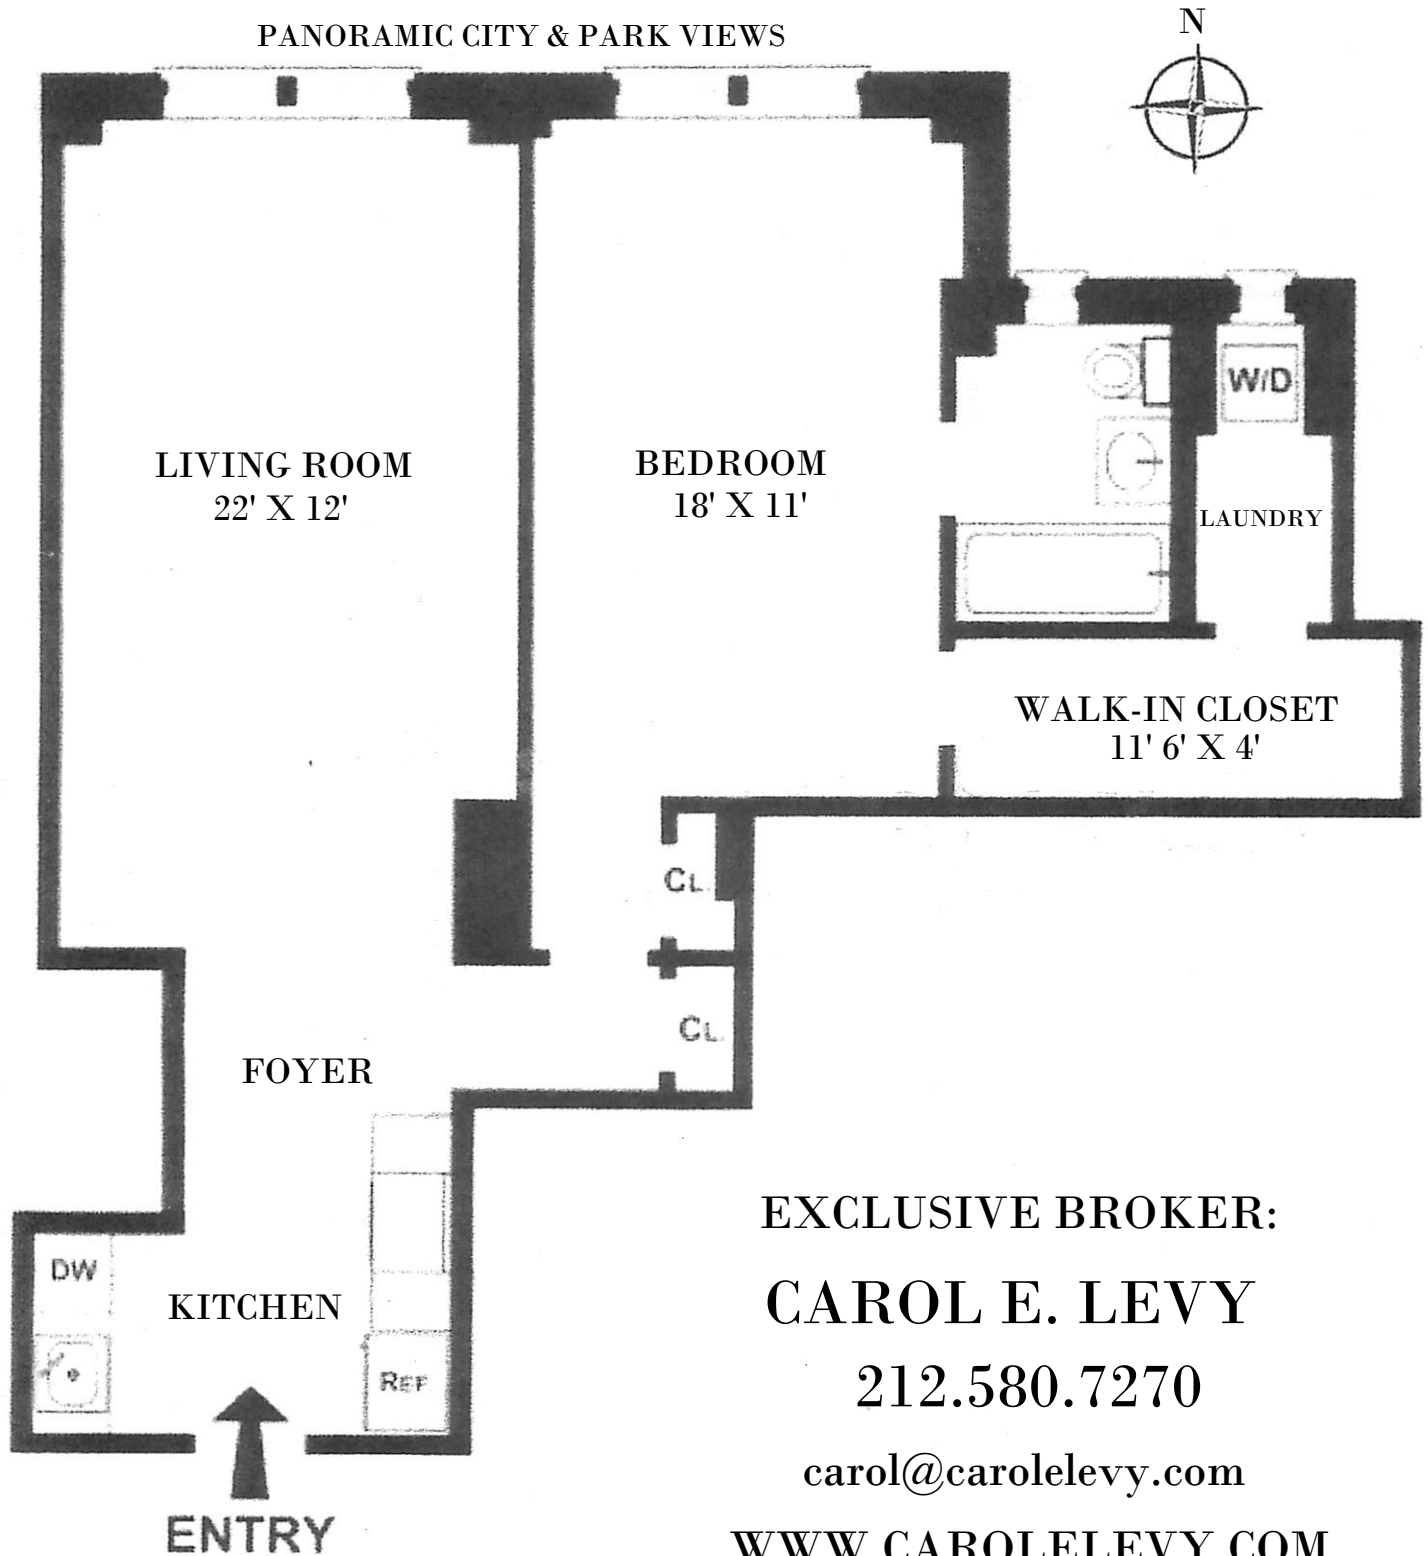 PANORAMIC CITY & PARK VIEWS
N
W/D
LIVING ROOM
22' X 12'
BEDROOM
18' X 11'
LAUNDRY
WALK-IN CLOSET
11' 6' X 4'
CL.
CL.
FOYER
DW
KITCHEN
REF
ENTRY
EXCLUSIVE BROKER:
CAROL E. LEVY
212.580.7270
carol@carolelevy.com
WWW.CAROLELEVY.COM